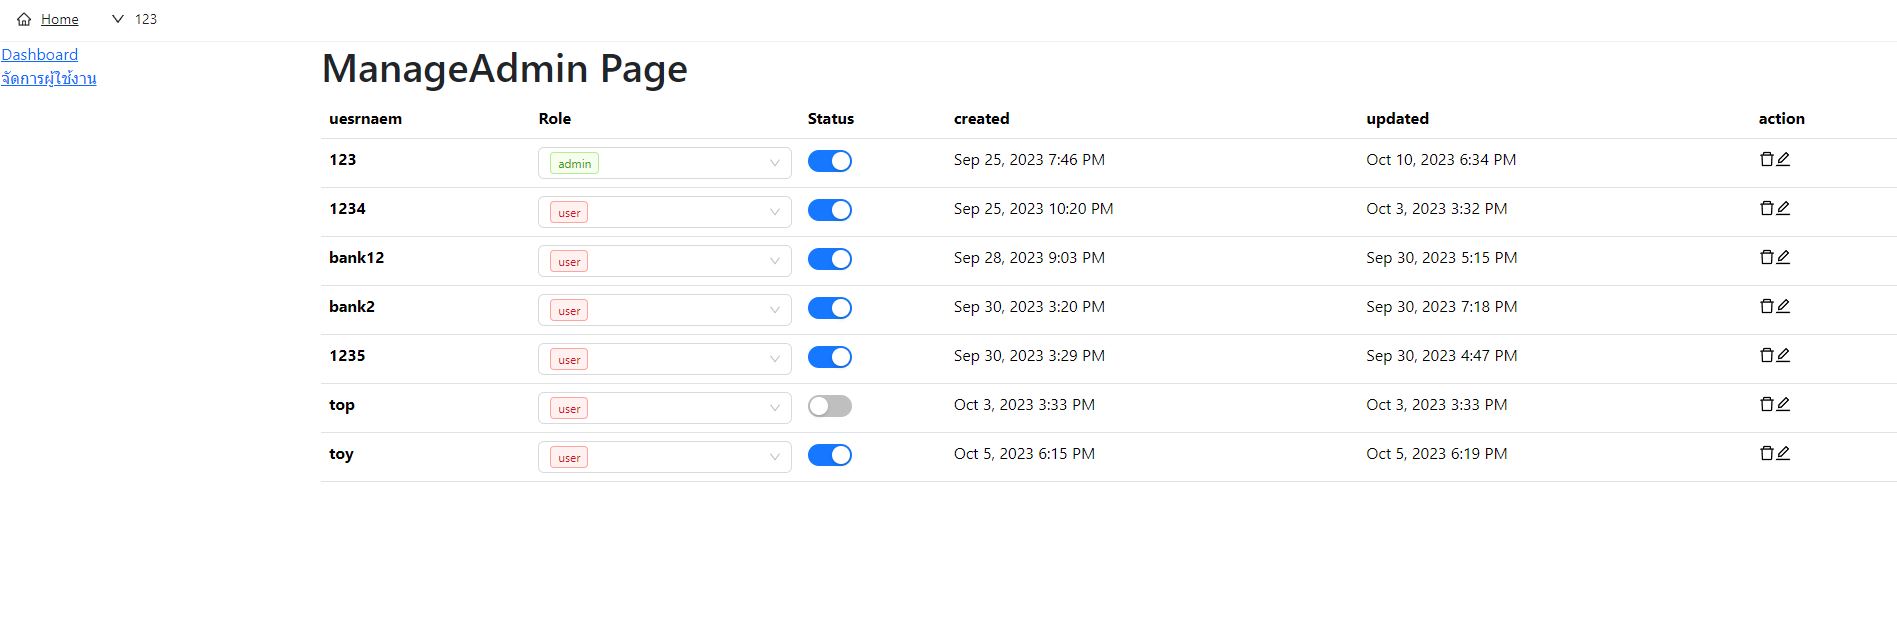 Home 123
Dashboard
จัดการผู้ใช้งาน
ManageAdmin Page
uesrnaem Role Status created updated action
123 admin Sep 25, 2023 7:46 PM Oct 10, 2023 6:34 PM
1234 user Sep 25, 2023 10:20 PM Oct 3, 2023 3:32 PM
bank12 user Sep 28, 2023 9:03 PM Sep 30, 2023 5:15 PM
bank2 user Sep 30, 2023 3:20 PM Sep 30, 2023 7:18 PM
1235 user Sep 30, 2023 3:29 PM Sep 30, 2023 4:47 PM
top user Oct 3, 2023 3:33 PM Oct 3, 2023 3:33 PM
toy user Oct 5, 2023 6:15 PM Oct 5, 2023 6:19 PM